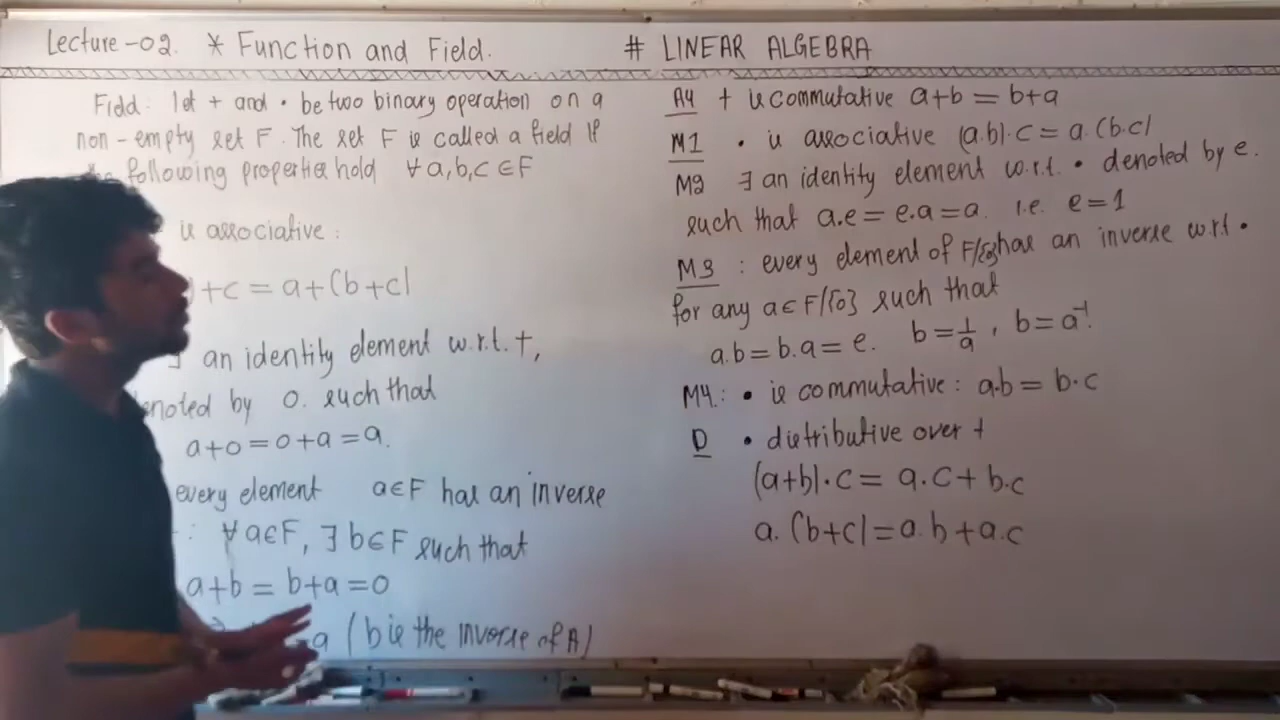 Lecture-02. * Function and Field. # LINEAR ALGEBRA
Field: let + and • be two binary operation on a
non-empty set F. The set F is called a field if
following propertie hold ∀ a,b,c ∈ F
is associative:
+c = a+(b+c)
an identity element w.r.t. +,
denoted by 0. such that
a+0 = 0+a = a.
every element a∈F has an inverse
∀ a∈F, ∃ b∈F such that
a+b = b+a = 0
a (b is the inverse of A)
A4 + is commutative a+b = b+a
M1 • is associative (a.b).c = a.(b.c)
M2 ∃ an identity element w.r.t. • denoted by e.
such that a.e = e.a = a. i.e. e=1
M3 : every element of F/{0} has an inverse w.r.t •
for any a∈F/{0} such that
a.b = b.a = e. b = 1/a, b = a⁻¹.
M4.: • is commutative: a.b = b.c
D • distributive over +
(a+b).c = a.c + b.c
a.(b+c) = a.b + a.c